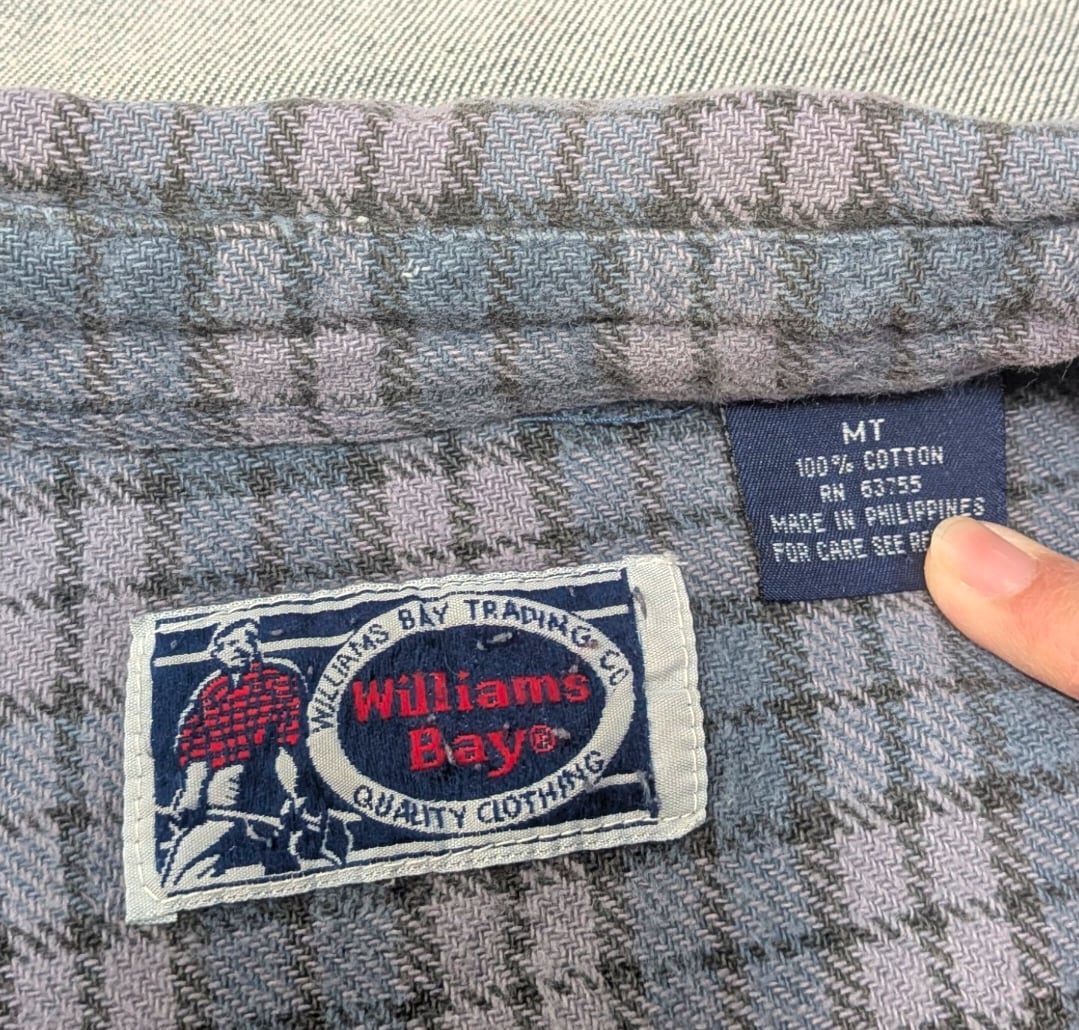 MT
100% COTTON
RN 63755
MADE IN PHILIPPINES
FOR CARE SEE
WILLIAMS BAY TRADING CO
Williams
Bay®
QUALITY CLOTHING